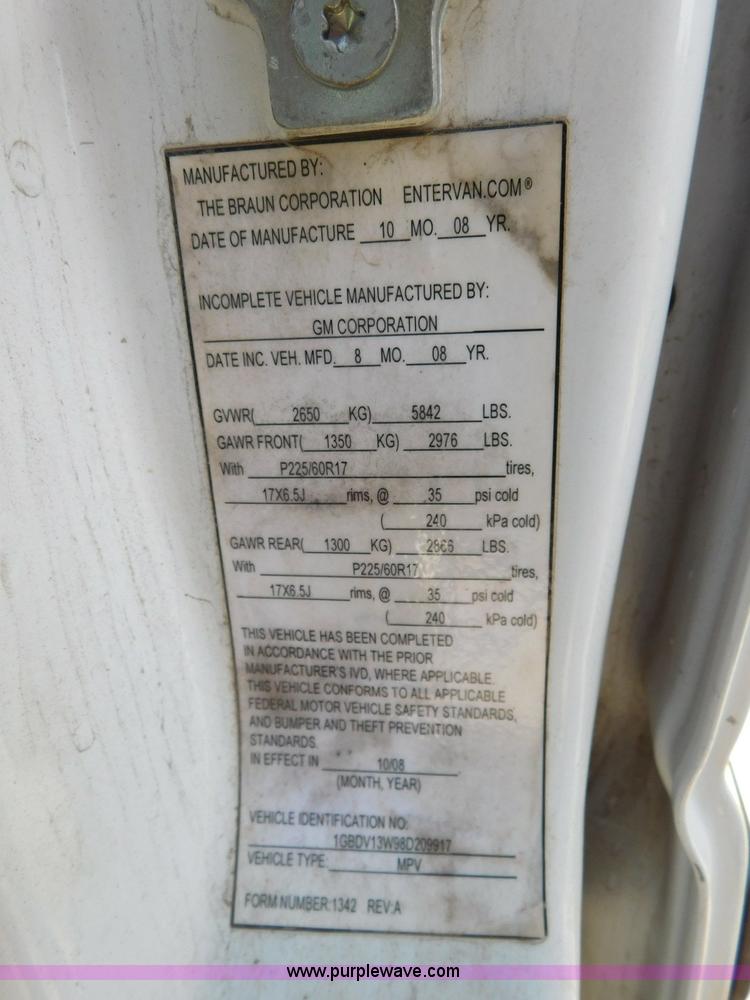 MANUFACTURED BY:
THE BRAUN CORPORATION ENTERVAN.COM®
DATE OF MANUFACTURE 10 MO. 08 YR.
INCOMPLETE VEHICLE MANUFACTURED BY:
GM CORPORATION
DATE INC. VEH. MFD. 8 MO. 08 YR.
GVWR( 2650 KG) 5842 LBS.
GAWR FRONT( 1350 KG) 2976 LBS.
With P225/60R17 tires,
17X6.5J rims, @ 35 psi cold
( 240 kPa cold)
GAWR REAR( 1300 KG) 2866 LBS.
With P225/60R17 tires,
17X6.5J rims, @ 35 psi cold
( 240 kPa cold)
THIS VEHICLE HAS BEEN COMPLETED
IN ACCORDANCE WITH THE PRIOR
MANUFACTURER'S IVD, WHERE APPLICABLE.
THIS VEHICLE CONFORMS TO ALL APPLICABLE
FEDERAL MOTOR VEHICLE SAFETY STANDARDS,
AND BUMPER AND THEFT PREVENTION
STANDARDS.
IN EFFECT IN 10/08
(MONTH, YEAR)
VEHICLE IDENTIFICATION NO:
1GBDV13W98D209917
VEHICLE TYPE: MPV
FORM NUMBER:1342 REV:A
www.purplewave.com